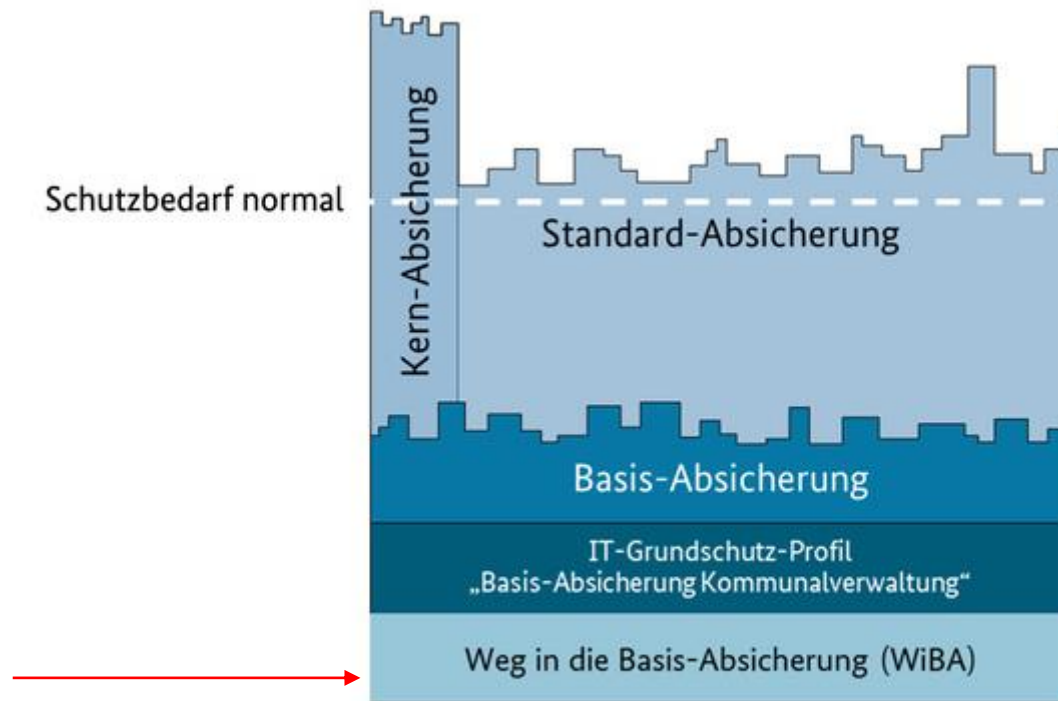 Kern-Absicherung
Schutzbedarf normal
Standard-Absicherung
Basis-Absicherung
IT-Grundschutz-Profil
„Basis-Absicherung Kommunalverwaltung“
Weg in die Basis-Absicherung (WiBA)